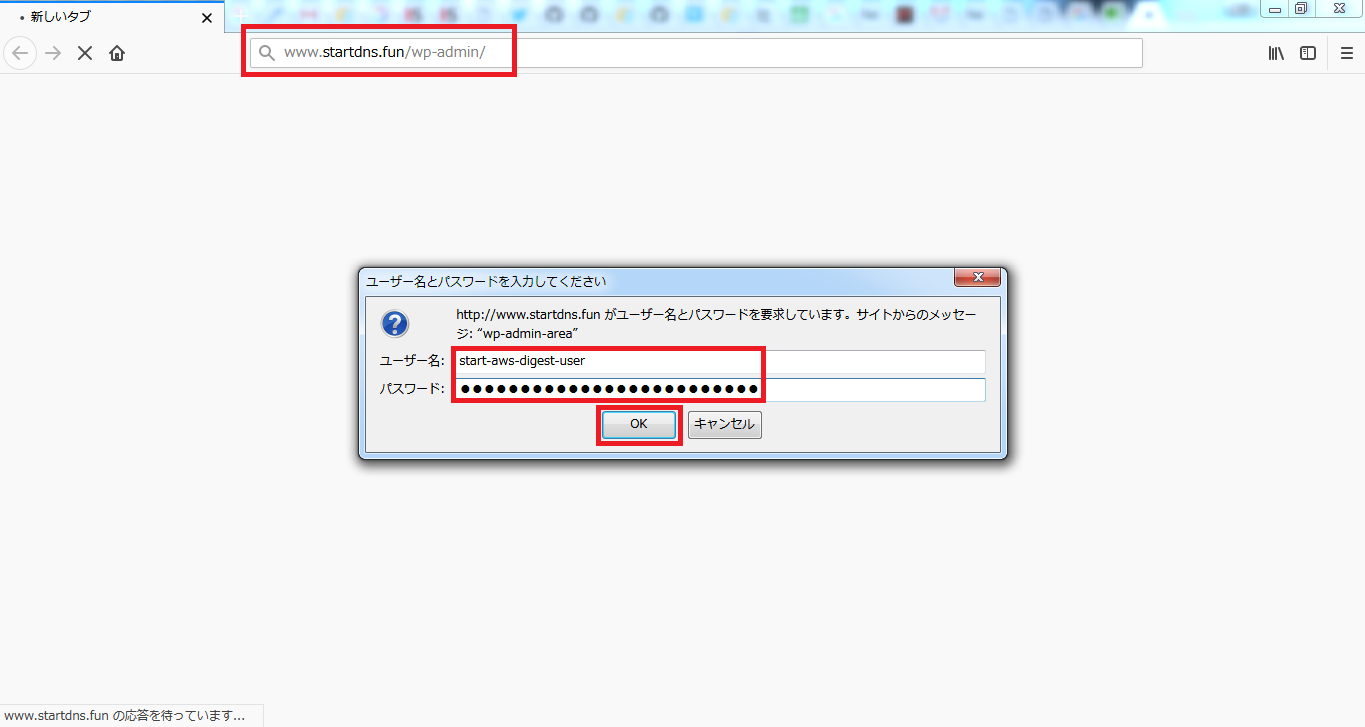 新しいタブ
www.startdns.fun/wp-admin/
ユーザー名とパスワードを入力してください
http://www.startdns.fun がユーザー名とパスワードを要求しています。サイトからのメッセー
ジ: “wp-admin-area”
ユーザー名: start-aws-digest-user
パスワード: ●●●●●●●●●●●●●●●●●●●●●●●●●
OK キャンセル
www.startdns.fun の応答を待っています...